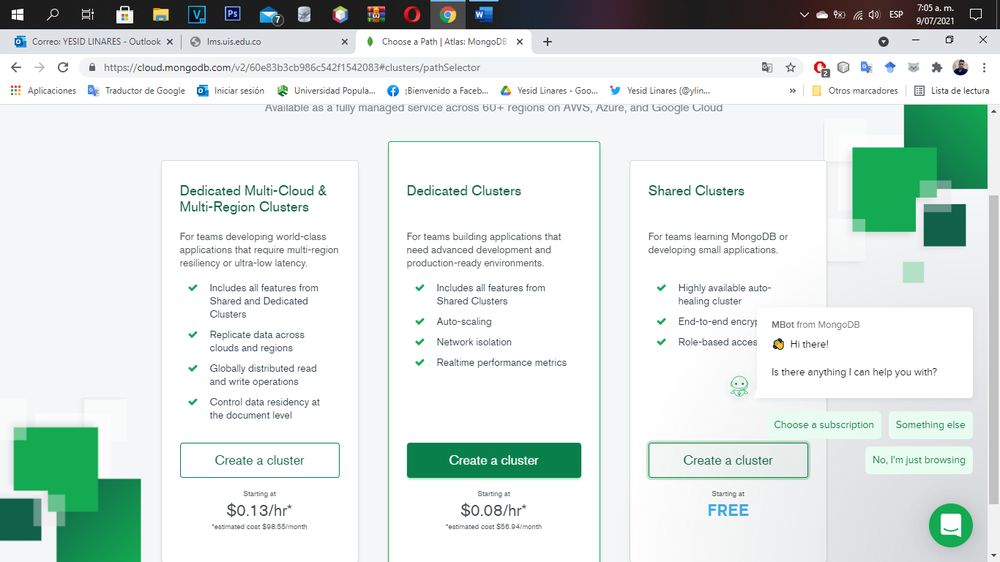 7
ESP
7:05 a. m.
9/07/2021
Correo: YESID LINARES - Outlook
lms.uis.edu.co
Choose a Path | Atlas: MongoDB
https://cloud.mongodb.com/v2/60e83b3cb986c542f1542083#clusters/pathSelector
2
Aplicaciones
Traductor de Google
Iniciar sesión
Universidad Popula...
¡Bienvenido a Faceb...
Yesid Linares - Goo...
Yesid Linares (@ylin...
»
Otros marcadores
Lista de lectura
Available as a fully managed service across 60+ regions on AWS, Azure, and Google Cloud
Dedicated Multi-Cloud &
Multi-Region Clusters
For teams developing world-class
applications that require multi-region
resiliency or ultra-low latency.
Includes all features from
Shared and Dedicated
Clusters
Replicate data across
clouds and regions
Globally distributed read
and write operations
Control data residency at
the document level
Create a cluster
Starting at
$0.13/hr*
*estimated cost $98.55/month
Dedicated Clusters
For teams building applications that
need advanced development and
production-ready environments.
Includes all features from
Shared Clusters
Auto-scaling
Network isolation
Realtime performance metrics
Create a cluster
Starting at
$0.08/hr*
*estimated cost $56.94/month
Shared Clusters
For teams learning MongoDB or
developing small applications.
Highly available auto-
healing cluster
End-to-end encryp
Role-based acces
Create a cluster
Starting at
FREE
MBot from MongoDB
👋 Hi there!
Is there anything I can help you with?
Choose a subscription
Something else
No, I'm just browsing